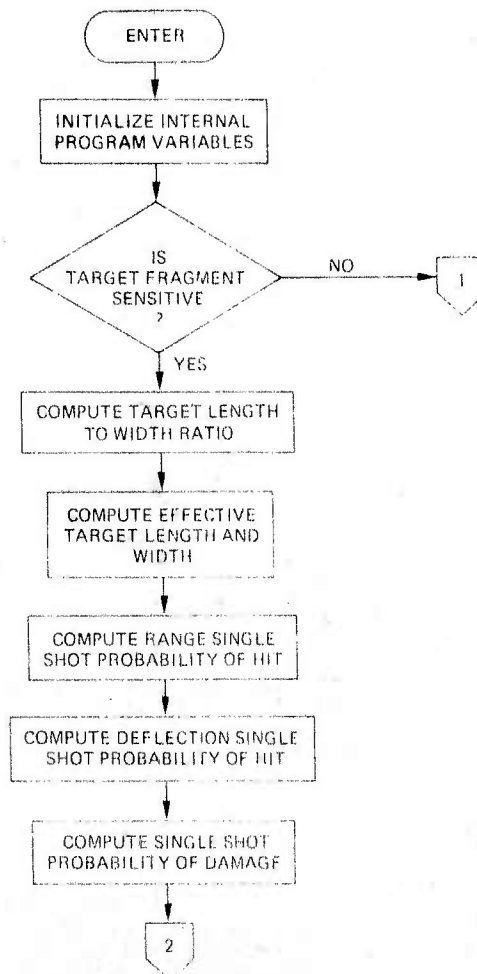 ENTER
INITIALIZE INTERNAL
PROGRAM VARIABLES
IS
TARGET FRAGMENT
SENSITIVE
?
NO
1
YES
COMPUTE TARGET LENGTH
TO WIDTH RATIO
COMPUTE EFFECTIVE
TARGET LENGTH AND
WIDTH
COMPUTE RANGE SINGLE
SHOT PROBABILITY OF HIT
COMPUTE DEFLECTION SINGLE
SHOT PROBABILITY OF HIT
COMPUTE SINGLE SHOT
PROBABILITY OF DAMAGE
2